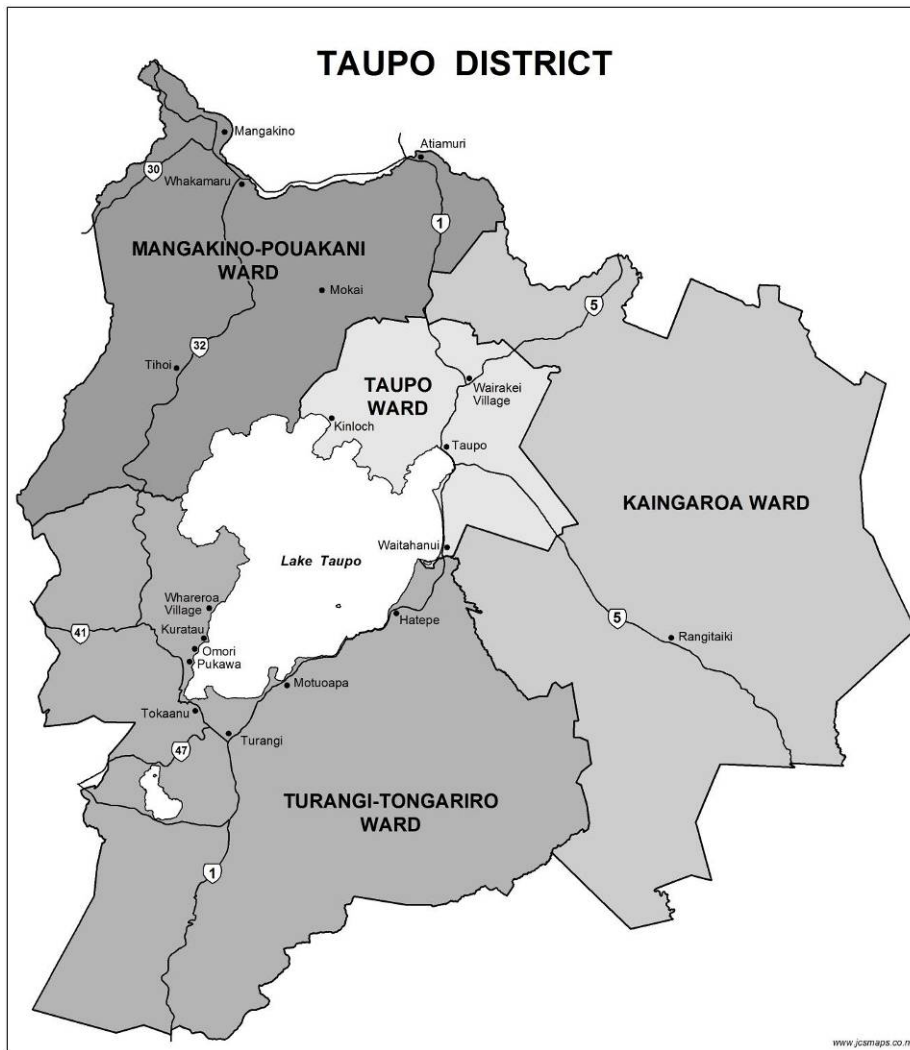 TAUPO DISTRICT
Mangakino
Atiamuri
30
Whakamaru
1
MANGAKINO-POUAKANI
WARD
Mokai
5
32
Tihoi
TAUPO
WARD
Wairakei
Village
Kinloch
Taupo
KAINGAROA WARD
Waitahanui
Lake Taupo
Whareroa
Village
Hatepe
41
Kuratau
5
Rangitaiki
Omori
Pukawa
Motuoapa
Tokaanu
Turangi
47
TURANGI-TONGARIRO
WARD
1